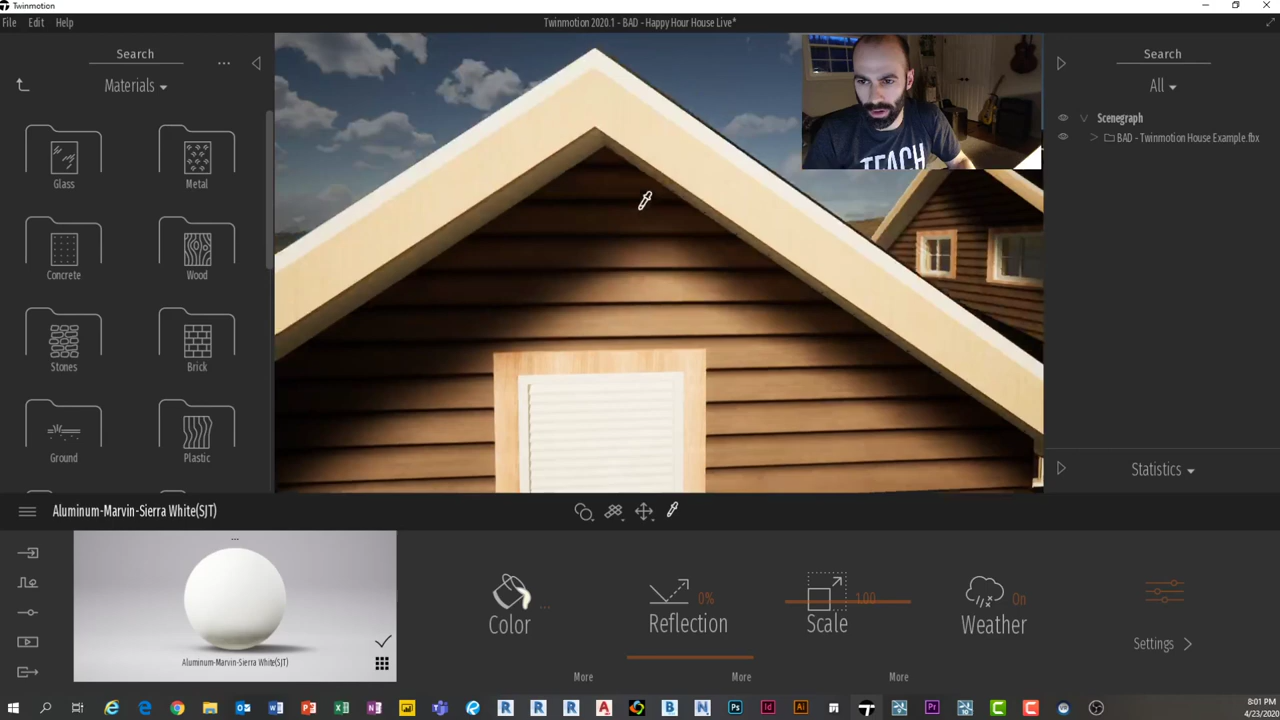 Twinmotion
File Edit Help
Twinmotion 2020.1 - BAD - Happy Hour House Live*
Search
...
Materials
Glass
Metal
Concrete
Wood
Stones
Brick
Ground
Plastic
TEACH
Search
All
Scenegraph
BAD - Twinmotion House Example.fbx
Statistics
Aluminum-Marvin-Sierra White(SJT)
...
Aluminum-Marvin-Sierra White(SJT)
Color
...
More
Reflection
0%
More
Scale
1.00
More
Weather
On
Settings
8:01 PM
4/23/2020